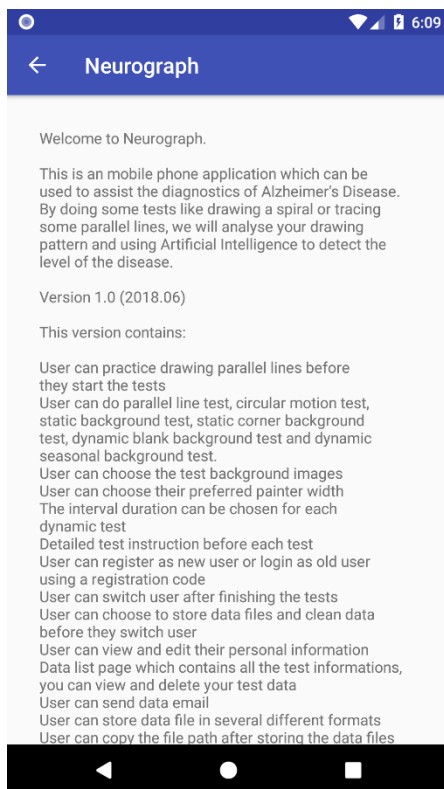 6:09
Neurograph
Welcome to Neurograph.
This is an mobile phone application which can be
used to assist the diagnostics of Alzheimer's Disease.
By doing some tests like drawing a spiral or tracing
some parallel lines, we will analyse your drawing
pattern and using Artificial Intelligence to detect the
level of the disease.
Version 1.0 (2018.06)
This version contains:
User can practice drawing parallel lines before
they start the tests
User can do parallel line test, circular motion test,
static background test, static corner background
test, dynamic blank background test and dynamic
seasonal background test.
User can choose the test background images
User can choose their preferred painter width
The interval duration can be chosen for each
dynamic test
Detailed test instruction before each test
User can register as new user or login as old user
using a registration code
User can switch user after finishing the tests
User can choose to store data files and clean data
before they switch user
User can view and edit their personal information
Data list page which contains all the test informations,
you can view and delete your test data
User can send data email
User can store data file in several different formats
User can copy the file path after storing the data files